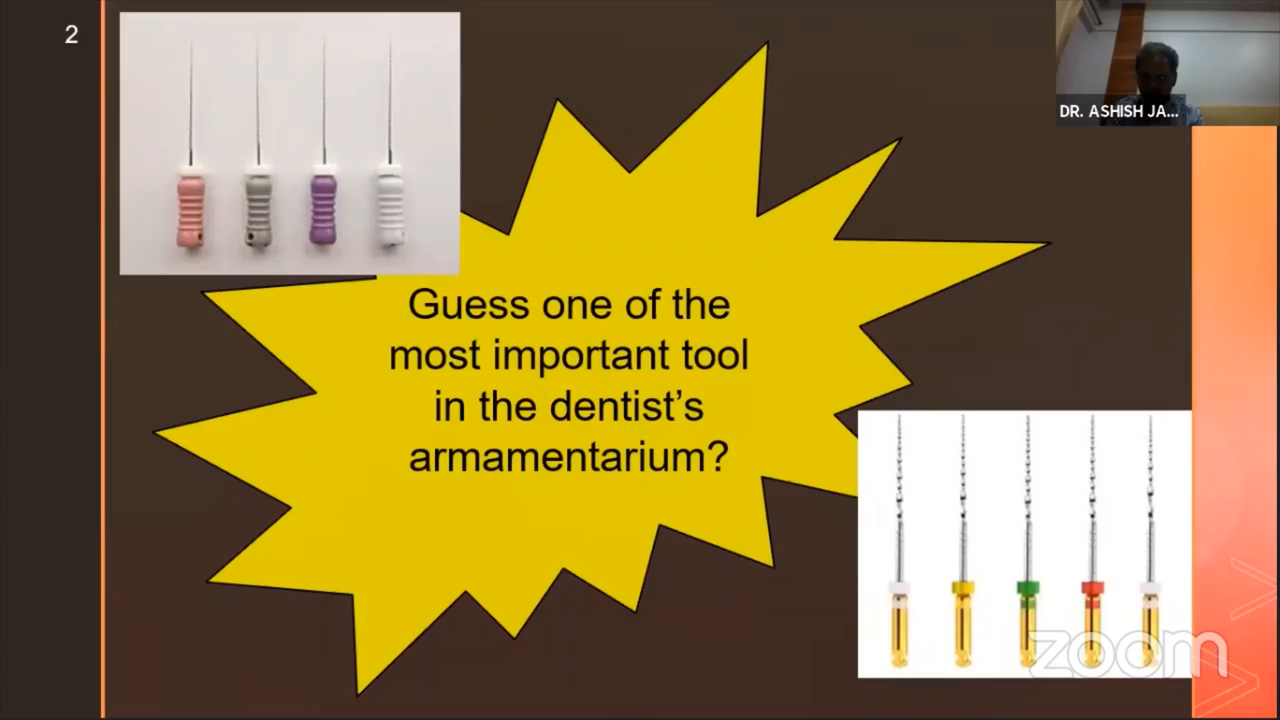 2
DR. ASHISH JA...
Guess one of the
most important tool
in the dentist's
armamentarium?
zoom